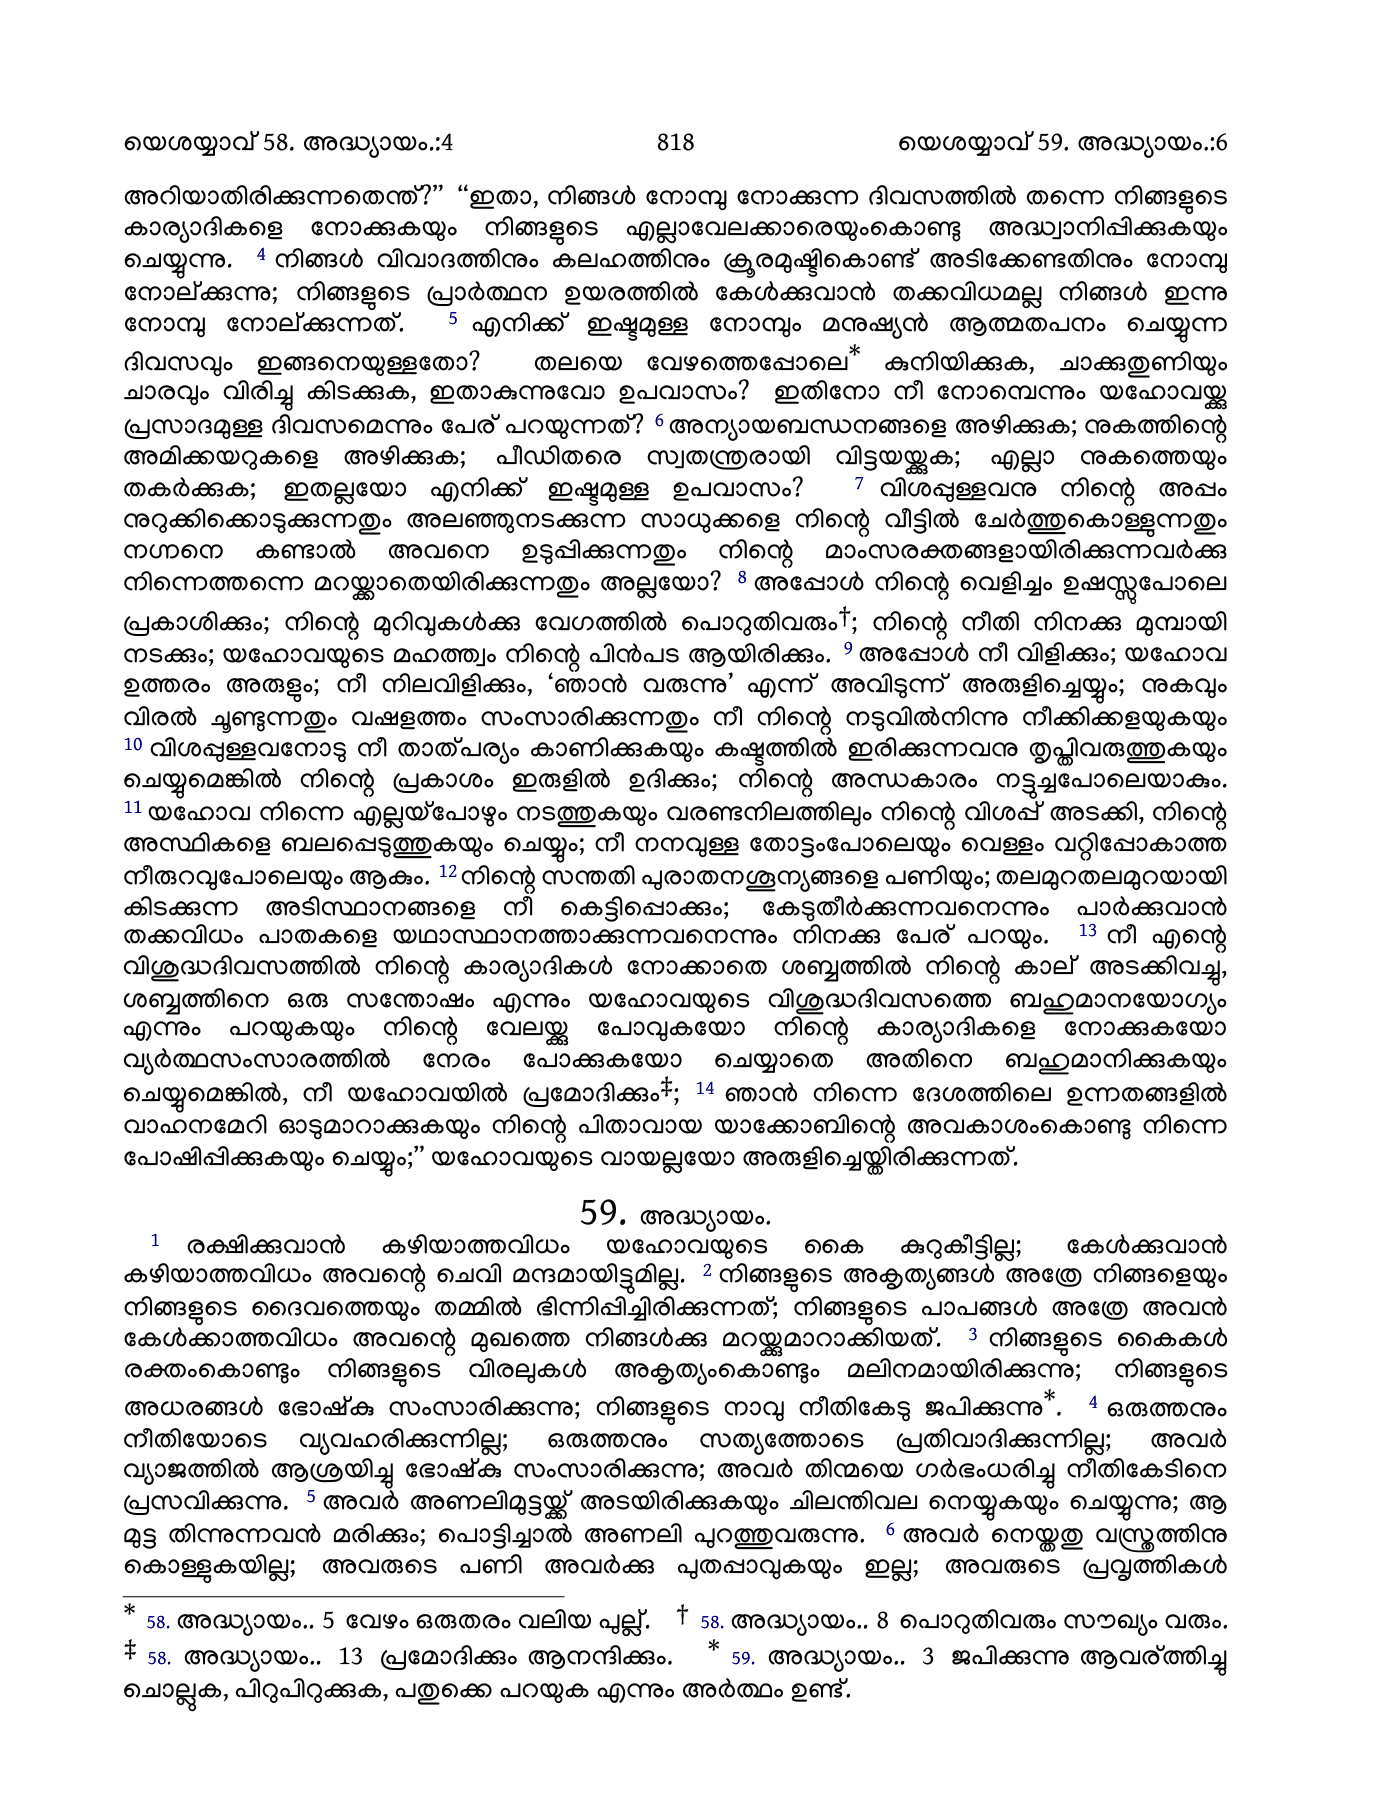 യെശയ്യാവ് 58. അദ്ധ്യായം.:4 818 യെശയ്യാവ് 59. അദ്ധ്യായം.:6
അറിയാതിരിക്കുന്നതെന്ത്?” “ഇതാ, നിങ്ങൾ നോമ്പു നോക്കുന്ന ദിവസത്തിൽ തന്നെ നിങ്ങളുടെ
കാര്യാദികളെ നോക്കുകയും നിങ്ങളുടെ എല്ലാവേലക്കാരെയുംകൊണ്ടു അദ്ധ്വാനിപ്പിക്കുകയും
ചെയ്യുന്നു. 4 നിങ്ങൾ വിവാദത്തിനും കലഹത്തിനും ക്രൂരമുഷ്ടികൊണ്ട് അടിക്കേണ്ടതിനും നോമ്പു
നോല്ക്കുന്നു; നിങ്ങളുടെ പ്രാർത്ഥന ഉയരത്തിൽ കേൾക്കുവാൻ തക്കവിധമല്ല നിങ്ങൾ ഇന്നു
നോമ്പു നോല്ക്കുന്നത്. 5 എനിക്ക് ഇഷ്ടമുള്ള നോമ്പും മനുഷ്യൻ ആത്മതപനം ചെയ്യുന്ന
ദിവസവും ഇങ്ങനെയുള്ളതോ? തലയെ വേഴത്തെപ്പോലെ* കുനിയിക്കുക, ചാക്കുതുണിയും
ചാരവും വിരിച്ചു കിടക്കുക, ഇതാകുന്നുവോ ഉപവാസം? ഇതിനോ നീ നോമ്പെന്നും യഹോവയ്ക്കു
പ്രസാദമുള്ള ദിവസമെന്നും പേര് പറയുന്നത്? 6 അന്യായബന്ധനങ്ങളെ അഴിക്കുക; നുകത്തിന്റെ
അമിക്കയറുകളെ അഴിക്കുക; പീഡിതരെ സ്വതന്ത്രരായി വിട്ടയയ്ക്കുക; എല്ലാ നുകത്തെയും
തകർക്കുക; ഇതല്ലയോ എനിക്ക് ഇഷ്ടമുള്ള ഉപവാസം? 7 വിശപ്പുള്ളവനു നിന്റെ അപ്പം
നുറുക്കിക്കൊടുക്കുന്നതും അലഞ്ഞുനടക്കുന്ന സാധുക്കളെ നിന്റെ വീട്ടിൽ ചേർത്തുകൊള്ളുന്നതും
നഗ്നനെ കണ്ടാൽ അവനെ ഉടുപ്പിക്കുന്നതും നിന്റെ മാംസരക്തങ്ങളായിരിക്കുന്നവർക്കു
നിന്നെത്തന്നെ മറയ്ക്കാതെയിരിക്കുന്നതും അല്ലയോ? 8 അപ്പോൾ നിന്റെ വെളിച്ചം ഉഷസ്സുപോലെ
പ്രകാശിക്കും; നിന്റെ മുറിവുകൾക്കു വേഗത്തിൽ പൊറുതിവരും†; നിന്റെ നീതി നിനക്കു മുമ്പായി
നടക്കും; യഹോവയുടെ മഹത്ത്വം നിന്റെ പിൻപട ആയിരിക്കും. 9 അപ്പോൾ നീ വിളിക്കും; യഹോവ
ഉത്തരം അരുളും; നീ നിലവിളിക്കും, ‘ഞാൻ വരുന്നു’ എന്ന് അവിടുന്ന് അരുളിച്ചെയ്യും; നുകവും
വിരൽ ചൂണ്ടുന്നതും വഷളത്തം സംസാരിക്കുന്നതും നീ നിന്റെ നടുവിൽനിന്നു നീക്കിക്കളയുകയും
10 വിശപ്പുള്ളവനോടു നീ താത്പര്യം കാണിക്കുകയും കഷ്ടത്തിൽ ഇരിക്കുന്നവനു തൃപ്തിവരുത്തുകയും
ചെയ്യുമെങ്കിൽ നിന്റെ പ്രകാശം ഇരുളിൽ ഉദിക്കും; നിന്റെ അന്ധകാരം നട്ടുച്ചപോലെയാകും.
11 യഹോവ നിന്നെ എല്ലയ്പോഴും നടത്തുകയും വരണ്ടനിലത്തിലും നിന്റെ വിശപ്പ് അടക്കി, നിന്റെ
അസ്ഥികളെ ബലപ്പെടുത്തുകയും ചെയ്യും; നീ നനവുള്ള തോട്ടംപോലെയും വെള്ളം വറ്റിപ്പോകാത്ത
നീരുറവുപോലെയും ആകും. 12 നിന്റെ സന്തതി പുരാതനശൂന്യങ്ങളെ പണിയും; തലമുറതലമുറയായി
കിടക്കുന്ന അടിസ്ഥാനങ്ങളെ നീ കെട്ടിപ്പൊക്കും; കേടുതീർക്കുന്നവനെന്നും പാർക്കുവാൻ
തക്കവിധം പാതകളെ യഥാസ്ഥാനത്താക്കുന്നവനെന്നും നിനക്കു പേര് പറയും. 13 നീ എന്റെ
വിശുദ്ധദിവസത്തിൽ നിന്റെ കാര്യാദികൾ നോക്കാതെ ശബ്ബത്തിൽ നിന്റെ കാല് അടക്കിവച്ചു,
ശബ്ബത്തിനെ ഒരു സന്തോഷം എന്നും യഹോവയുടെ വിശുദ്ധദിവസത്തെ ബഹുമാനയോഗ്യം
എന്നും പറയുകയും നിന്റെ വേലയ്ക്കു പോവുകയോ നിന്റെ കാര്യാദികളെ നോക്കുകയോ
വ്യർത്ഥസംസാരത്തിൽ നേരം പോക്കുകയോ ചെയ്യാതെ അതിനെ ബഹുമാനിക്കുകയും
ചെയ്യുമെങ്കിൽ, നീ യഹോവയിൽ പ്രമോദിക്കും‡; 14 ഞാൻ നിന്നെ ദേശത്തിലെ ഉന്നതങ്ങളിൽ
വാഹനമേറി ഓടുമാറാക്കുകയും നിന്റെ പിതാവായ യാക്കോബിന്റെ അവകാശംകൊണ്ടു നിന്നെ
പോഷിപ്പിക്കുകയും ചെയ്യും;” യഹോവയുടെ വായല്ലയോ അരുളിച്ചെയ്തിരിക്കുന്നത്.
59. അദ്ധ്യായം.
1 രക്ഷിക്കുവാൻ കഴിയാത്തവിധം യഹോവയുടെ കൈ കുറുകീട്ടില്ല; കേൾക്കുവാൻ
കഴിയാത്തവിധം അവന്റെ ചെവി മന്ദമായിട്ടുമില്ല. 2 നിങ്ങളുടെ അകൃത്യങ്ങൾ അത്രേ നിങ്ങളെയും
നിങ്ങളുടെ ദൈവത്തെയും തമ്മിൽ ഭിന്നിപ്പിച്ചിരിക്കുന്നത്; നിങ്ങളുടെ പാപങ്ങൾ അത്രേ അവൻ
കേൾക്കാത്തവിധം അവന്റെ മുഖത്തെ നിങ്ങൾക്കു മറയ്ക്കുമാറാക്കിയത്. 3 നിങ്ങളുടെ കൈകൾ
രക്തംകൊണ്ടും നിങ്ങളുടെ വിരലുകൾ അകൃത്യംകൊണ്ടും മലിനമായിരിക്കുന്നു; നിങ്ങളുടെ
അധരങ്ങൾ ഭോഷ്കു സംസാരിക്കുന്നു; നിങ്ങളുടെ നാവു നീതികേടു ജപിക്കുന്നു*. 4 ഒരുത്തനും
നീതിയോടെ വ്യവഹരിക്കുന്നില്ല; ഒരുത്തനും സത്യത്തോടെ പ്രതിവാദിക്കുന്നില്ല; അവർ
വ്യാജത്തിൽ ആശ്രയിച്ചു ഭോഷ്കു സംസാരിക്കുന്നു; അവർ തിന്മയെ ഗർഭംധരിച്ചു നീതികേടിനെ
പ്രസവിക്കുന്നു. 5 അവർ അണലിമുട്ടയ്ക്ക് അടയിരിക്കുകയും ചിലന്തിവല നെയ്യുകയും ചെയ്യുന്നു; ആ
മുട്ട തിന്നുന്നവൻ മരിക്കും; പൊട്ടിച്ചാൽ അണലി പുറത്തുവരുന്നു. 6 അവർ നെയ്തതു വസ്ത്രത്തിനു
കൊള്ളുകയില്ല; അവരുടെ പണി അവർക്കു പുതപ്പാവുകയും ഇല്ല; അവരുടെ പ്രവൃത്തികൾ
* 58. അദ്ധ്യായം.. 5 വേഴം ഒരുതരം വലിയ പുല്ല്. † 58. അദ്ധ്യായം.. 8 പൊറുതിവരും സൗഖ്യം വരും.
‡ 58. അദ്ധ്യായം.. 13 പ്രമോദിക്കും ആനന്ദിക്കും. * 59. അദ്ധ്യായം.. 3 ജപിക്കുന്നു ആവര്ത്തിച്ചു
ചൊല്ലുക, പിറുപിറുക്കുക, പതുക്കെ പറയുക എന്നും അർത്ഥം ഉണ്ട്.